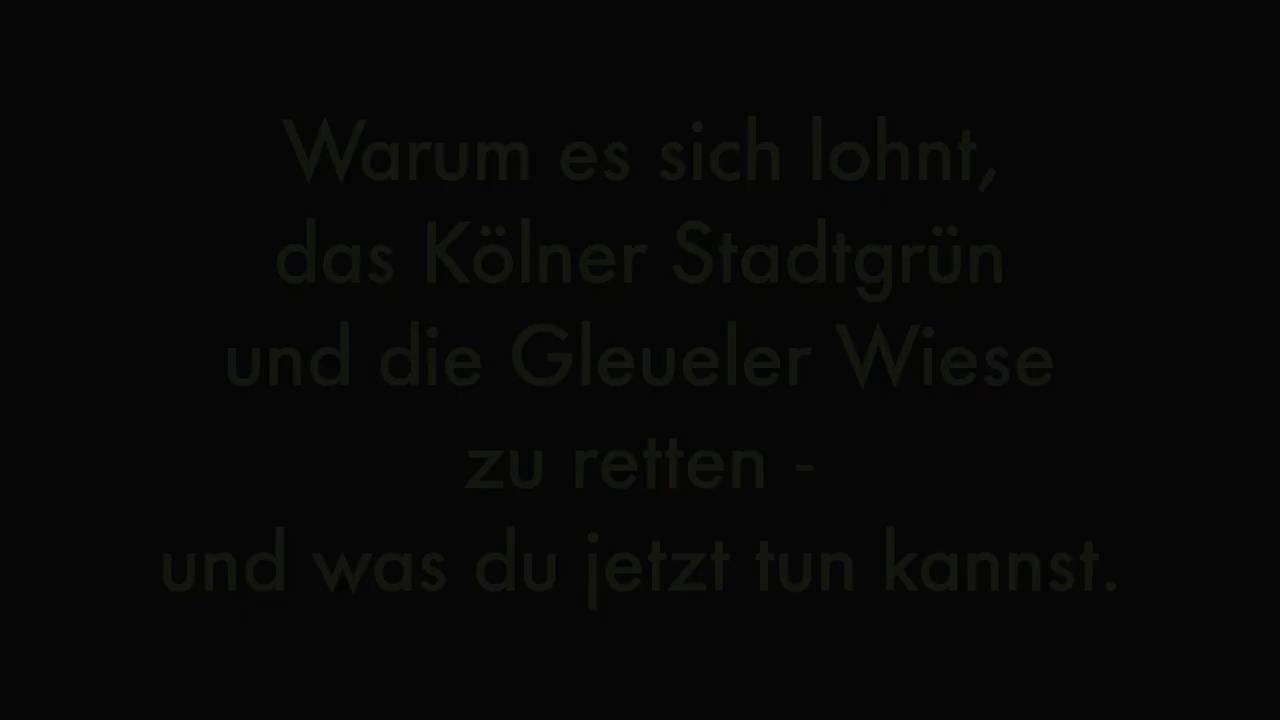 Warum es sich lohnt,
das Kölner Stadtgrün
und die Gleueler Wiese
zu retten -
und was du jetzt tun kannst.